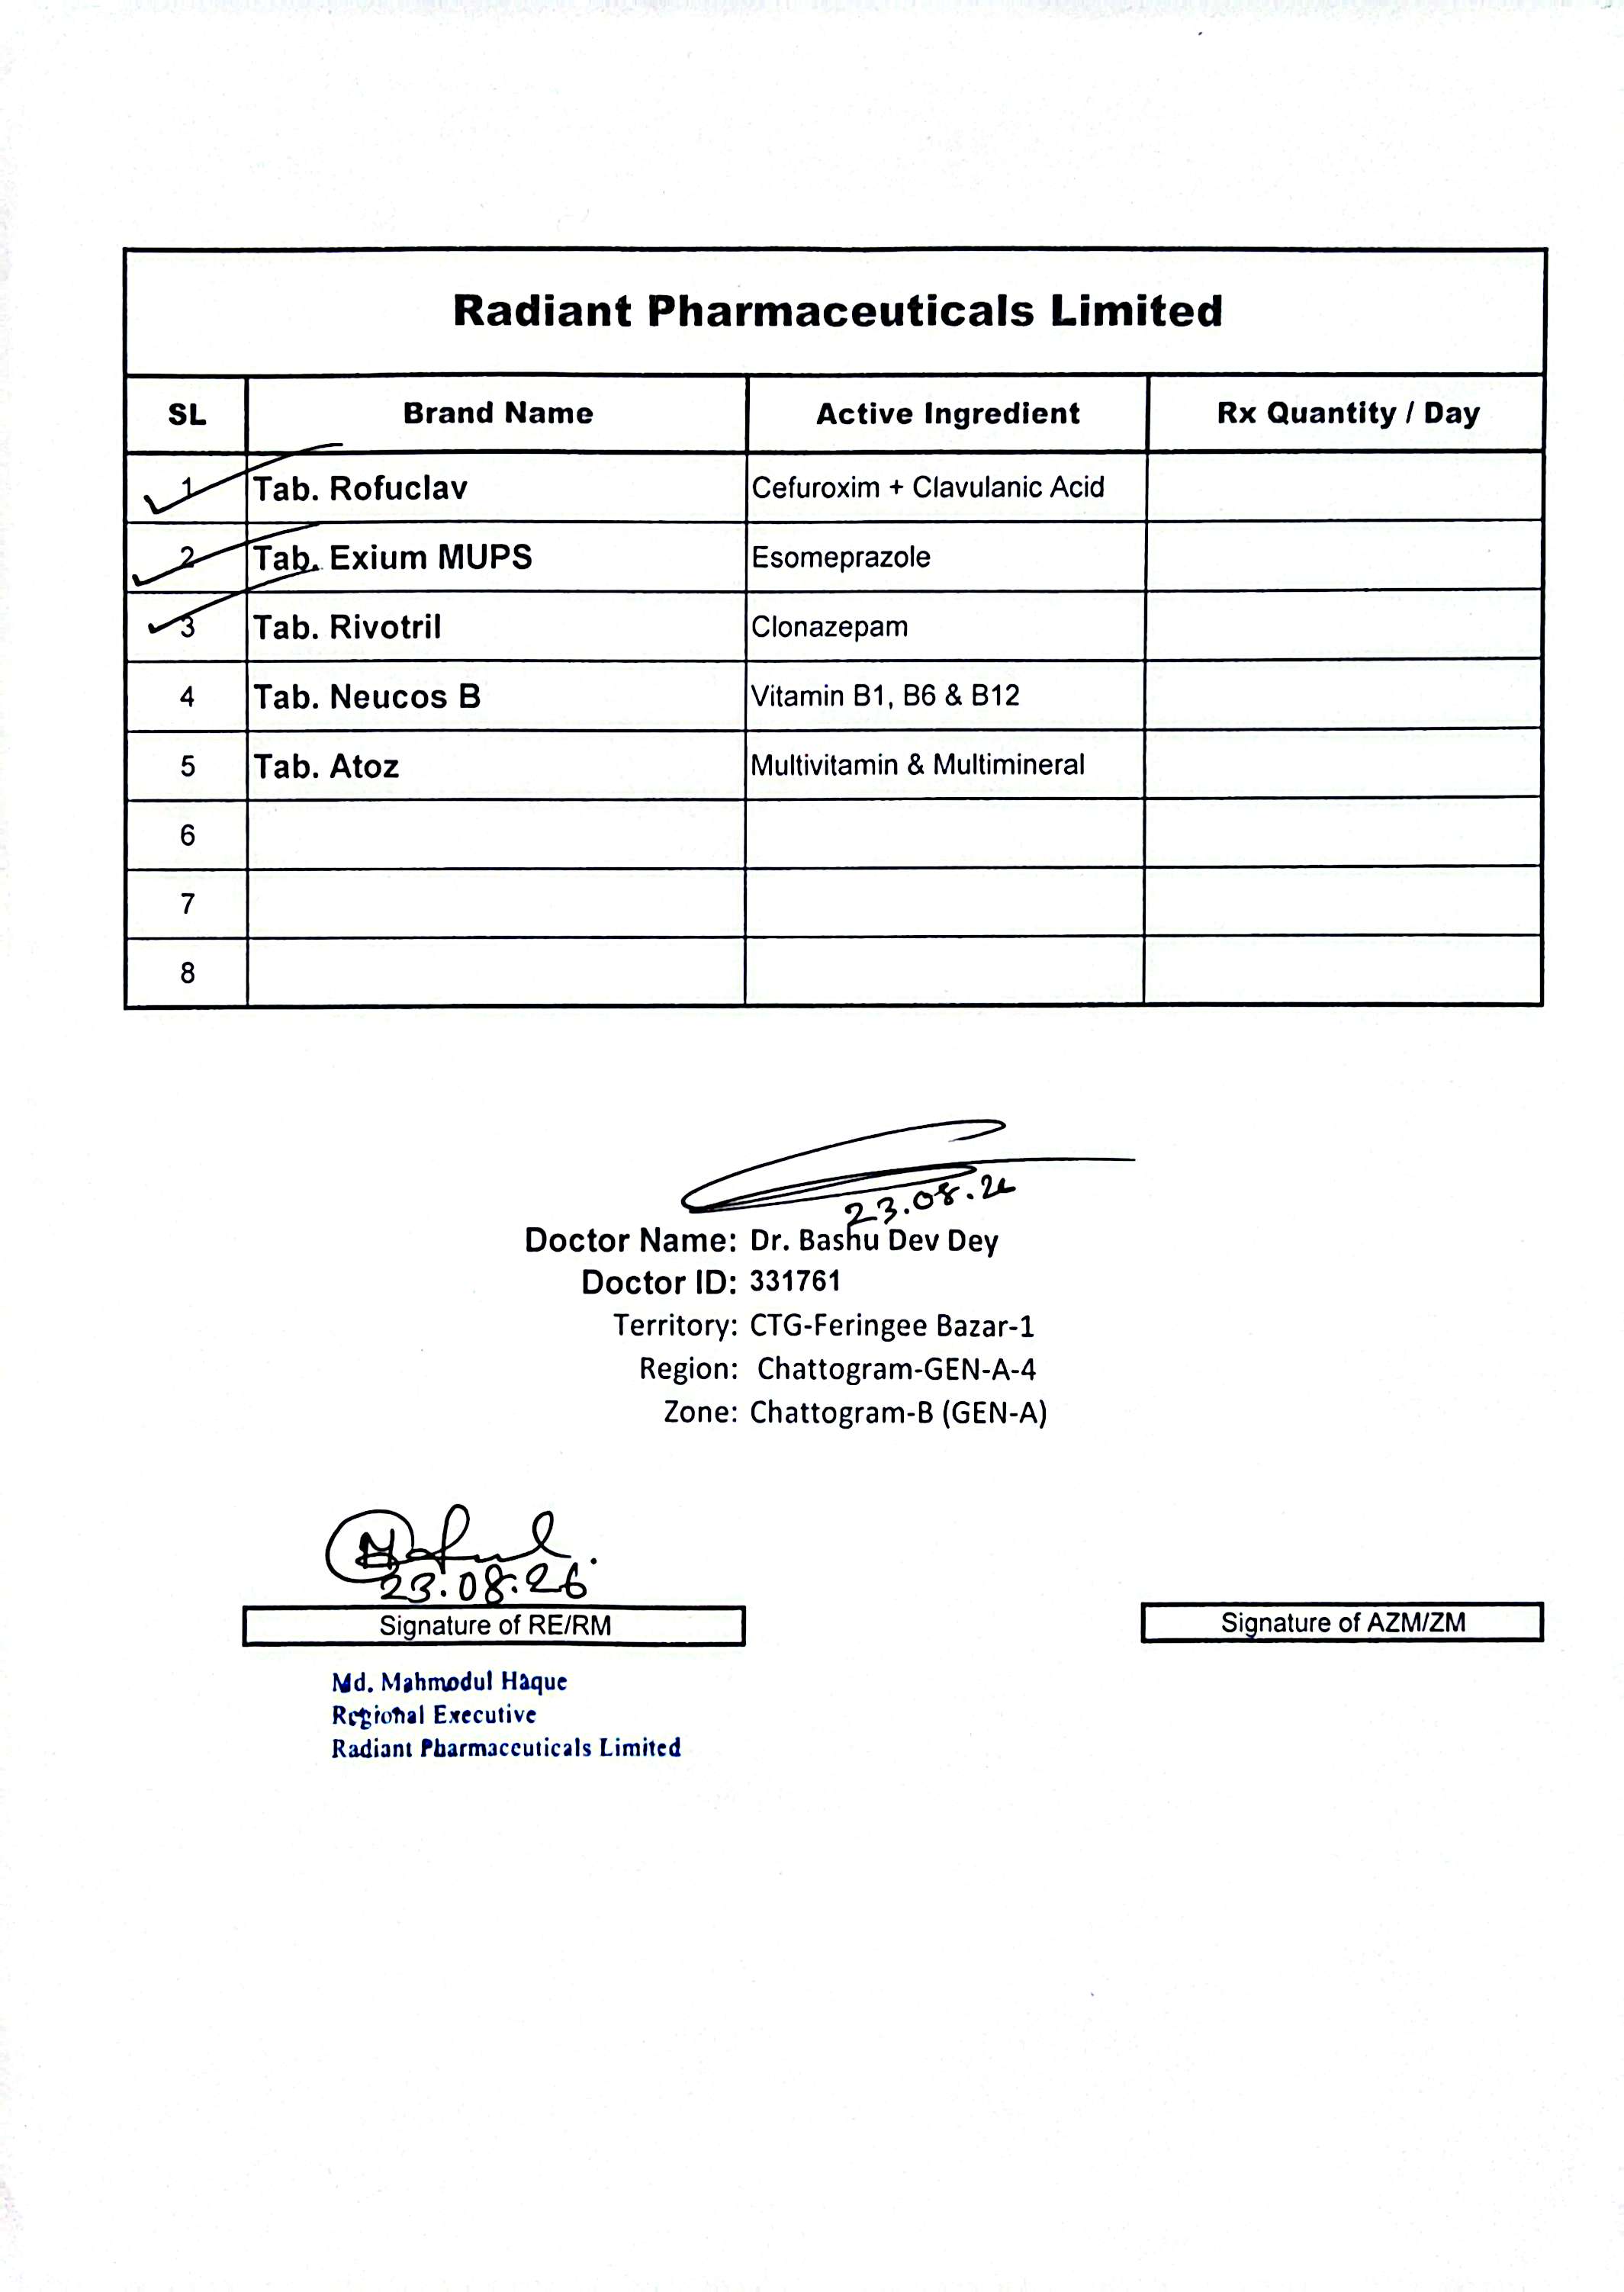 Radiant Pharmaceuticals Limited
SL Brand Name Active Ingredient Rx Quantity / Day
1 Tab. Rofuclav Cefuroxim + Clavulanic Acid
2 Tab. Exium MUPS Esomeprazole
3 Tab. Rivotril Clonazepam
4 Tab. Neucos B Vitamin B1, B6 & B12
5 Tab. Atoz Multivitamin & Multimineral
6
7
8
23.08.26
Doctor Name: Dr. Bashu Dev Dey
Doctor ID: 331761
Territory: CTG-Feringee Bazar-1
Region: Chattogram-GEN-A-4
Zone: Chattogram-B (GEN-A)
23.08.26
Signature of RE/RM Signature of AZM/ZM
Md. Mahmodul Haque
Regional Executive
Radiant Pharmaceuticals Limited